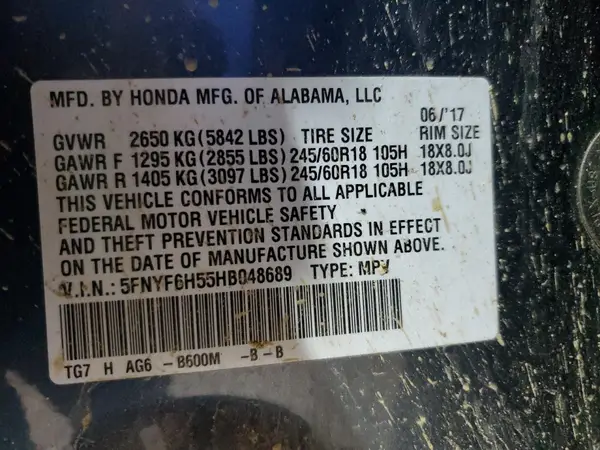 MFD. BY HONDA MFG. OF ALABAMA, LLC
06/'17
GVWR 2650 KG (5842 LBS) TIRE SIZE RIM SIZE
GAWR F 1295 KG (2855 LBS) 245/60R18 105H 18X8.0J
GAWR R 1405 KG (3097 LBS) 245/60R18 105H 18X8.0J
THIS VEHICLE CONFORMS TO ALL APPLICABLE
FEDERAL MOTOR VEHICLE SAFETY
AND THEFT PREVENTION STANDARDS IN EFFECT
ON THE DATE OF MANUFACTURE SHOWN ABOVE.
V.I.N.: 5FNYF6H55HB048689 TYPE: MPV
TG7 H AG6 -B600M -B-B